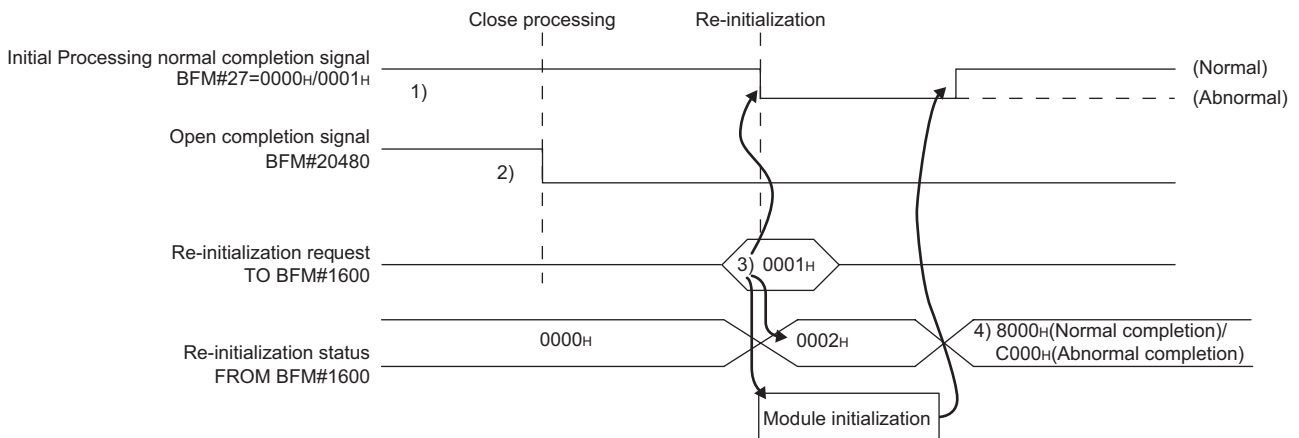 Close processing
Re-initialization
Initial Processing normal completion signal
BFM#27=0000H/0001H
1)
(Normal)
(Abnormal)
Open completion signal
BFM#20480
2)
Re-initialization request
TO BFM#1600
3) 0001H
Re-initialization status
FROM BFM#1600
0000H
0002H
4) 8000H(Normal completion)/
C000H(Abnormal completion)
Module initialization